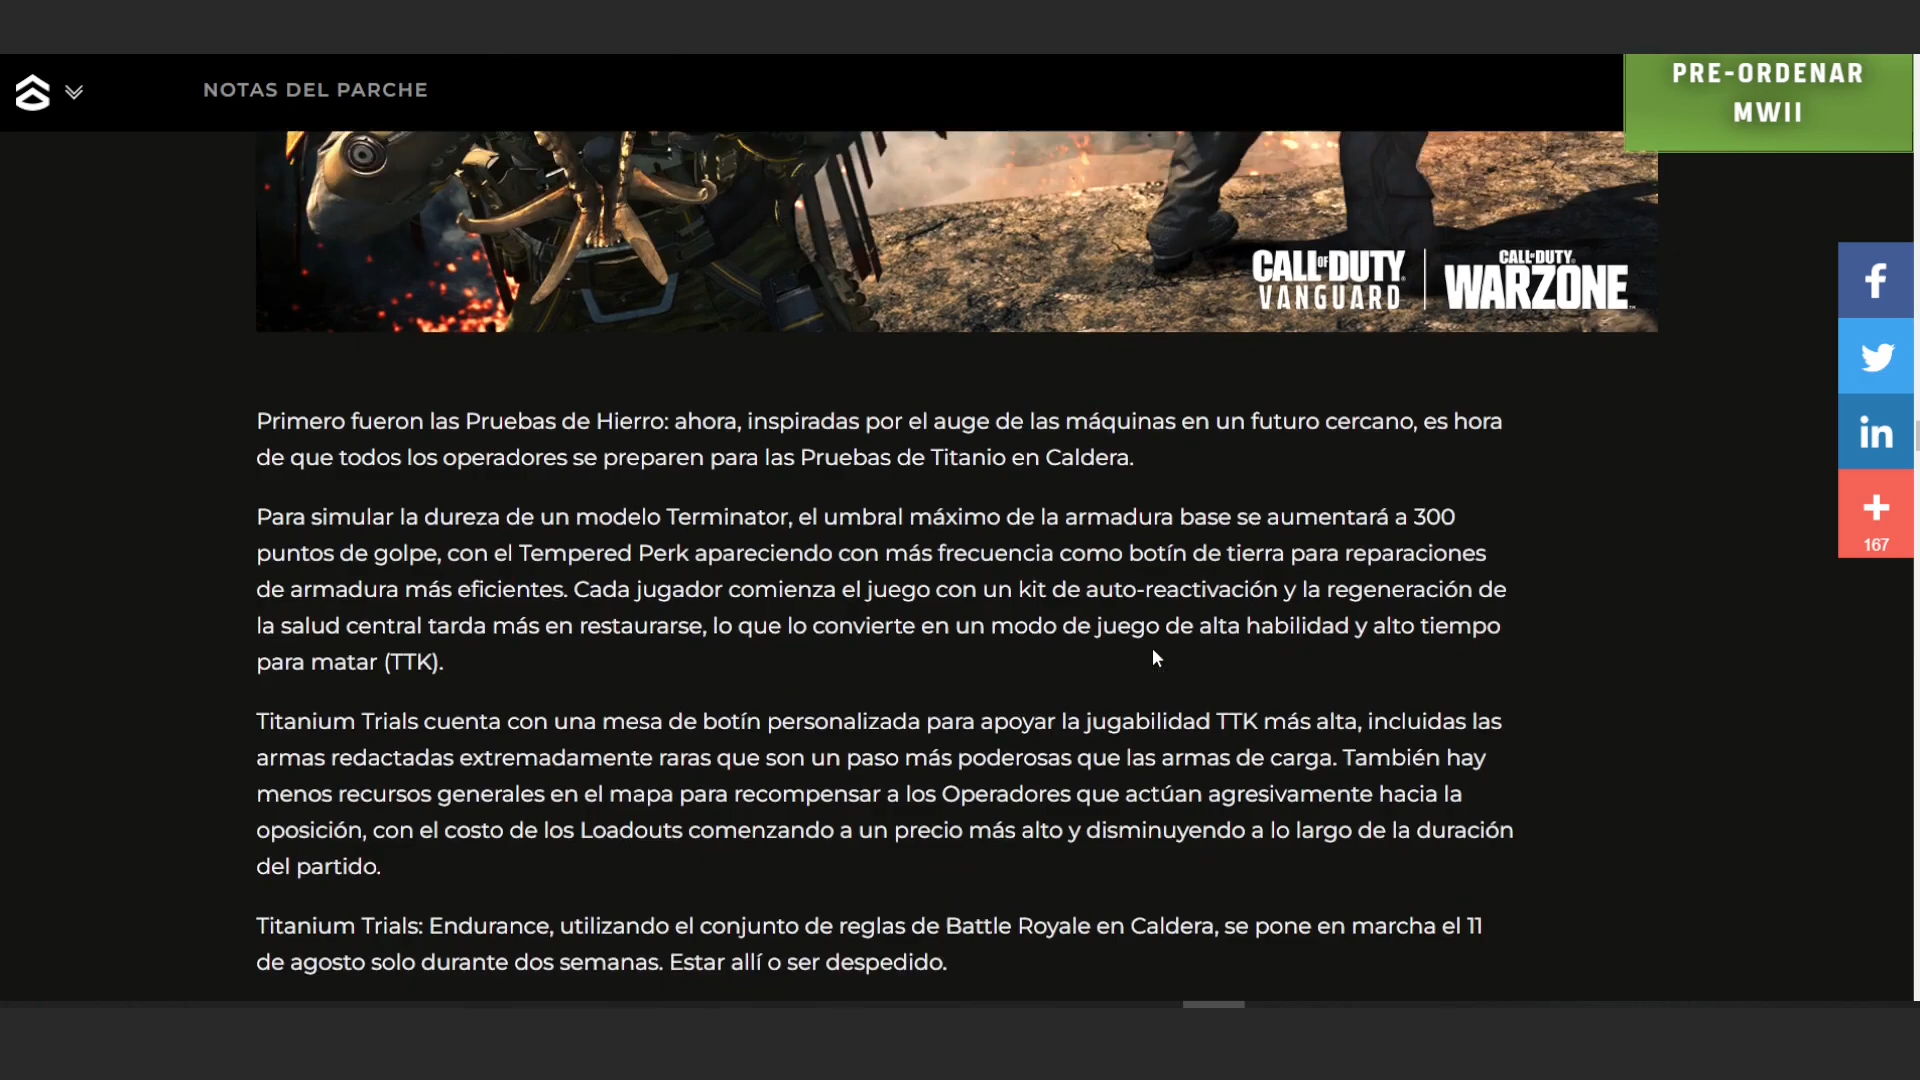 NOTAS DEL PARCHE
PRE-ORDENAR
MWII
CALL OF DUTY
VANGUARD
CALL OF DUTY
WARZONE
Primero fueron las Pruebas de Hierro: ahora, inspiradas por el auge de las máquinas en un futuro cercano, es hora
de que todos los operadores se preparen para las Pruebas de Titanio en Caldera.
Para simular la dureza de un modelo Terminator, el umbral máximo de la armadura base se aumentará a 300
puntos de golpe, con el Tempered Perk apareciendo con más frecuencia como botín de tierra para reparaciones
de armadura más eficientes. Cada jugador comienza el juego con un kit de auto-reactivación y la regeneración de
la salud central tarda más en restaurarse, lo que lo convierte en un modo de juego de alta habilidad y alto tiempo
para matar (TTK).
Titanium Trials cuenta con una mesa de botín personalizada para apoyar la jugabilidad TTK más alta, incluidas las
armas redactadas extremadamente raras que son un paso más poderosas que las armas de carga. También hay
menos recursos generales en el mapa para recompensar a los Operadores que actúan agresivamente hacia la
oposición, con el costo de los Loadouts comenzando a un precio más alto y disminuyendo a lo largo de la duración
del partido.
Titanium Trials: Endurance, utilizando el conjunto de reglas de Battle Royale en Caldera, se pone en marcha el 11
de agosto solo durante dos semanas. Estar allí o ser despedido.
f
in
+
167